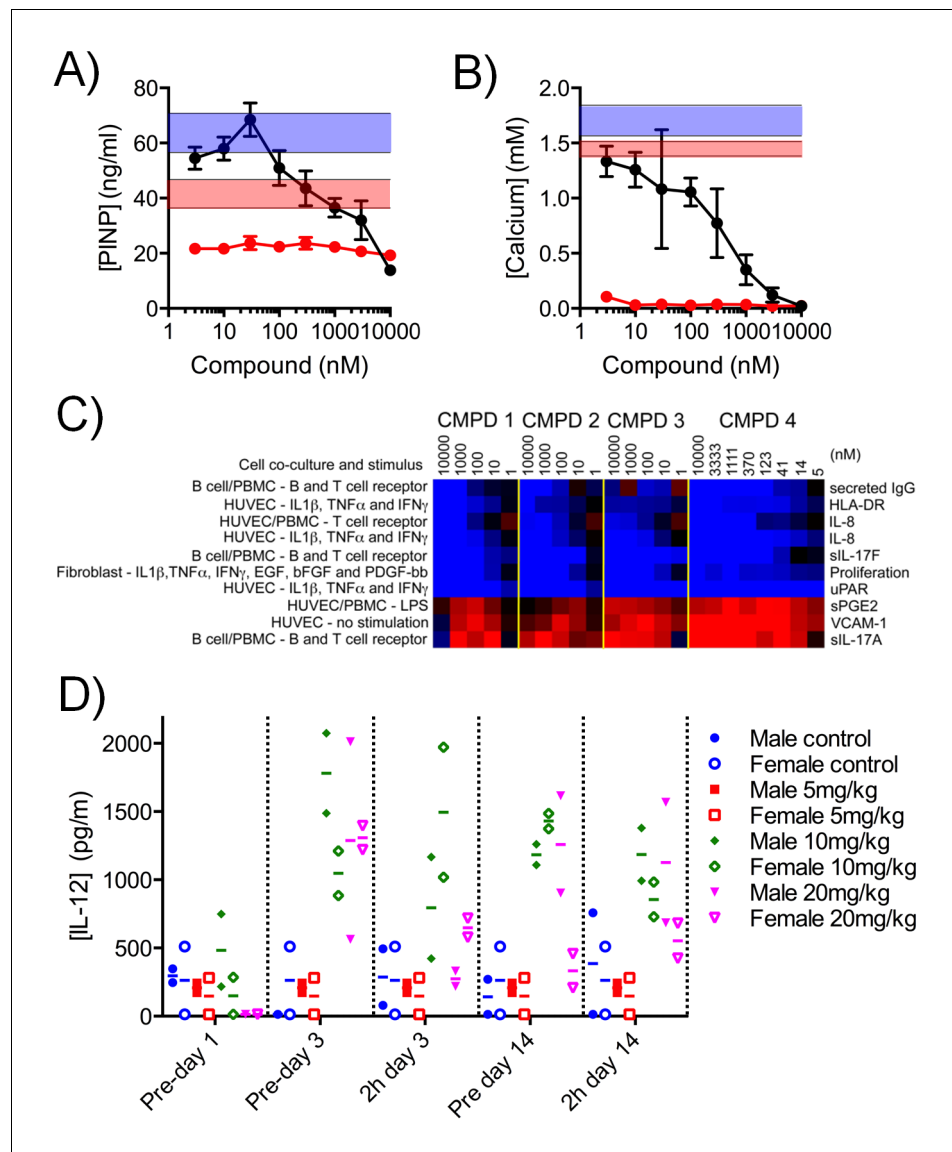 A)
80
60
40
20
0
[PINP] (ng/ml)
1 10 100 1000 10000
Compound (nM)
B)
2.0
1.5
1.0
0.5
0.0
[Calcium] (mM)
1 10 100 1000 10000
Compound (nM)
C)
CMPD 1 CMPD 2 CMPD 3 CMPD 4
Cell co-culture and stimulus 10000 1000 100 10 1 10000 1000 100 10 1 10000 1000 100 10 1 10000 3333 1111 370 123 41 14 5 (nM)
B cell/PBMC - B and T cell receptor secreted IgG
HUVEC - IL1β, TNFα and IFNγ HLA-DR
HUVEC/PBMC - T cell receptor IL-8
HUVEC - IL1β, TNFα and IFNγ IL-8
B cell/PBMC - B and T cell receptor sIL-17F
Fibroblast - IL1β,TNFα, IFNγ, EGF, bFGF and PDGF-bb Proliferation
HUVEC - IL1β, TNFα and IFNγ uPAR
HUVEC/PBMC - LPS sPGE2
HUVEC - no stimulation VCAM-1
B cell/PBMC - B and T cell receptor sIL-17A
D)
2000
1500
1000
500
0
[IL-12] (pg/m)
Pre-day 1 Pre-day 3 2h day 3 Pre day 14 2h day 14
Male control
Female control
Male 5mg/kg
Female 5mg/kg
Male 10mg/kg
Female 10mg/kg
Male 20mg/kg
Female 20mg/kg